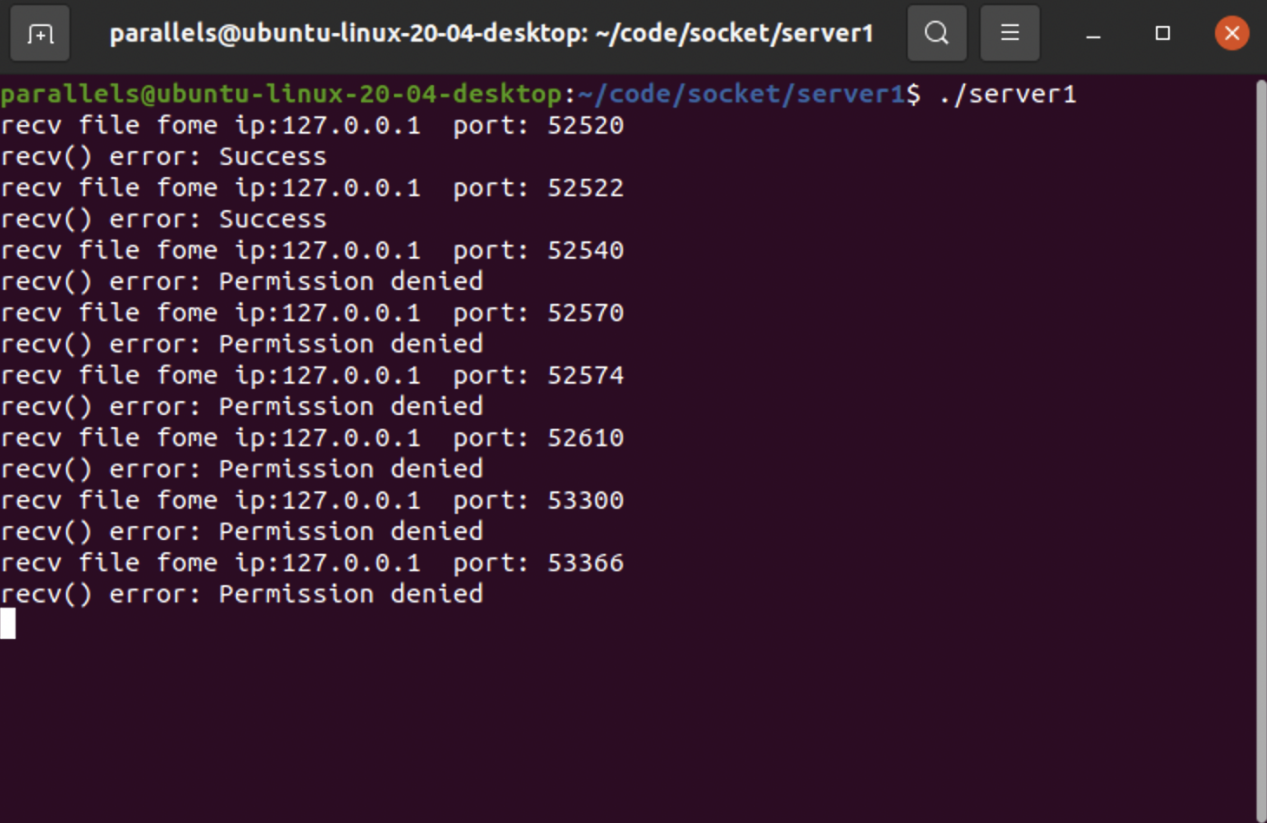 parallels@ubuntu-linux-20-04-desktop: ~/code/socket/server1
parallels@ubuntu-linux-20-04-desktop:~/code/socket/server1$ ./server1
recv file fome ip:127.0.0.1  port: 52520
recv() error: Success
recv file fome ip:127.0.0.1  port: 52522
recv() error: Success
recv file fome ip:127.0.0.1  port: 52540
recv() error: Permission denied
recv file fome ip:127.0.0.1  port: 52570
recv() error: Permission denied
recv file fome ip:127.0.0.1  port: 52574
recv() error: Permission denied
recv file fome ip:127.0.0.1  port: 52610
recv() error: Permission denied
recv file fome ip:127.0.0.1  port: 53300
recv() error: Permission denied
recv file fome ip:127.0.0.1  port: 53366
recv() error: Permission denied